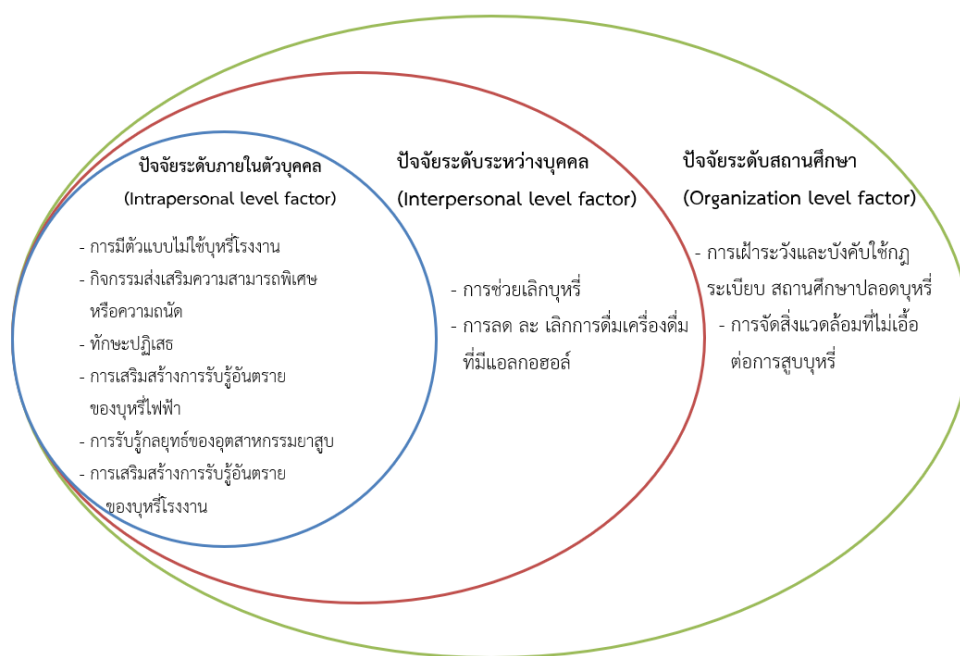 ปัจจัยระดับภายในตัวบุคคล
(Intrapersonal level factor)
- การมีตัวแบบไม่ใช้บุหรี่โรงงาน
- กิจกรรมส่งเสริมความสามารถพิเศษ
หรือความถนัด
- ทักษะปฏิเสธ
- การเสริมสร้างการรับรู้อันตราย
ของบุหรี่ไฟฟ้า
- การรับรู้กลยุทธ์ของอุตสาหกรรมยาสูบ
- การเสริมสร้างการรับรู้อันตราย
ของบุหรี่โรงงาน
ปัจจัยระดับระหว่างบุคคล
(Interpersonal level factor)
- การช่วยเลิกบุหรี่
- การลด ละ เลิกการดื่มเครื่องดื่ม
ที่มีแอลกอฮอล์
ปัจจัยระดับสถานศึกษา
(Organization level factor)
- การเฝ้าระวังและบังคับใช้กฎ
ระเบียบ สถานศึกษาปลอดบุหรี่
- การจัดสิ่งแวดล้อมที่ไม่เอื้อ
ต่อการสูบบุหรี่